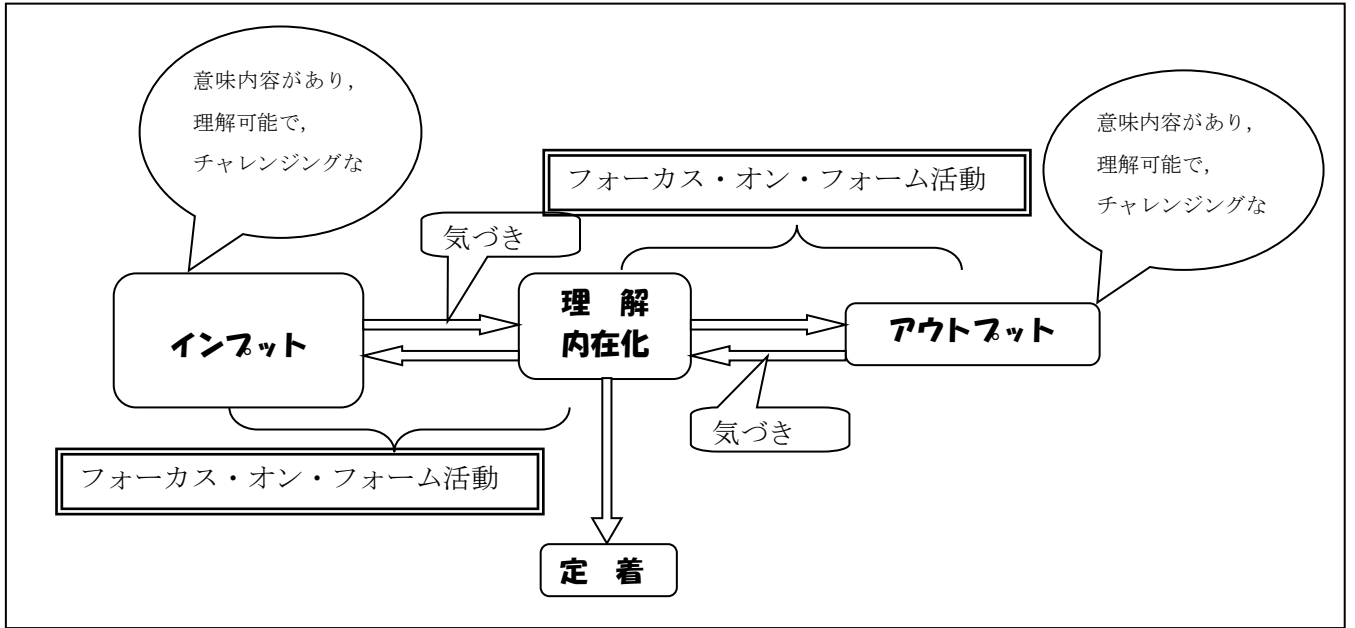 意味内容があり，
理解可能で，
チャレンジングな
意味内容があり，
理解可能で，
チャレンジングな
フォーカス・オン・フォーム活動
気づき
インプット
理　解
内在化
アウトプット
気づき
フォーカス・オン・フォーム活動
定　着